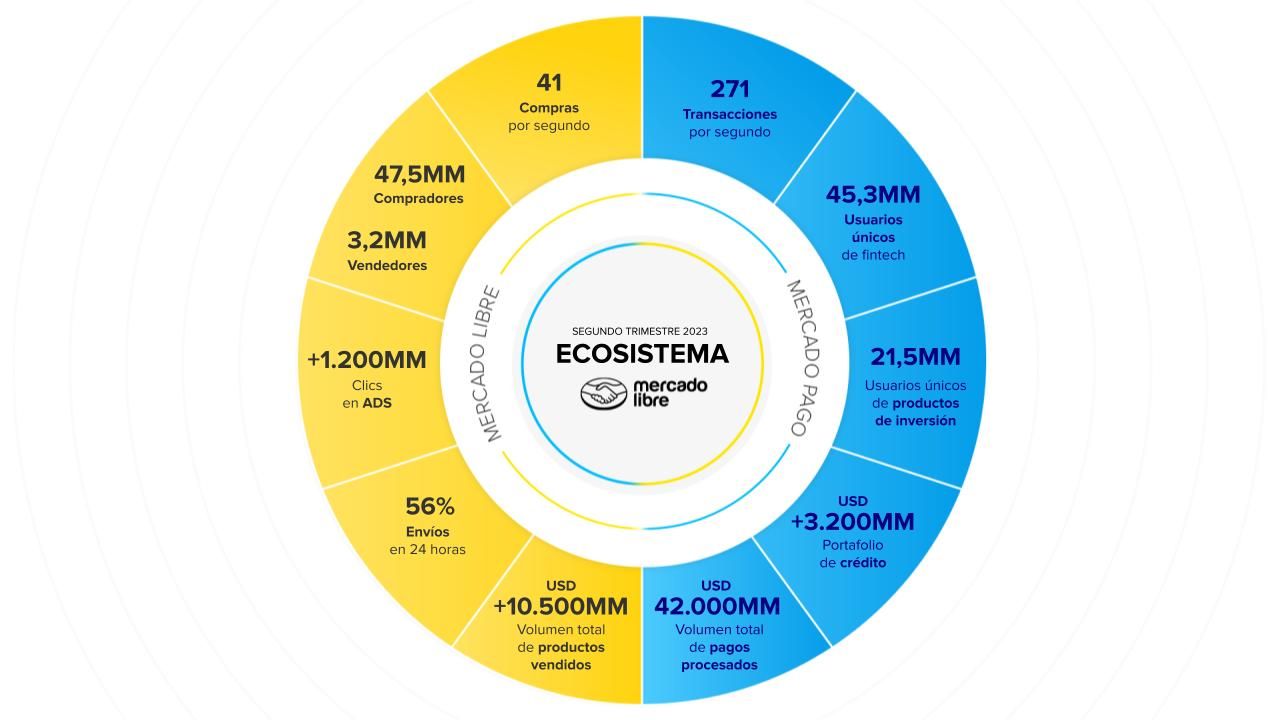 41
Compras
por segundo
271
Transacciones
por segundo
47,5MM
Compradores
3,2MM
Vendedores
45,3MM
Usuarios
únicos
de fintech
+1.200MM
Clics
en ADS
21,5MM
Usuarios únicos
de productos
de inversión
56%
Envíos
en 24 horas
USD
+3.200MM
Portafolio
de crédito
USD
+10.500MM
Volumen total
de productos
vendidos
USD
42.000MM
Volumen total
de pagos
procesados
MERCADO LIBRE
MERCADO PAGO
SEGUNDO TRIMESTRE 2023
ECOSISTEMA
mercado
libre